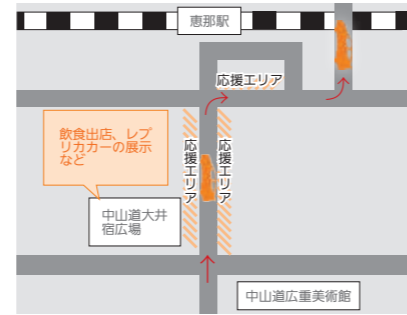 恵那駅
応援エリア
飲食出店、レプ
リカカーの展示
など
応援エリア
応援エリア
中山道大井
宿広場
中山道広重美術館